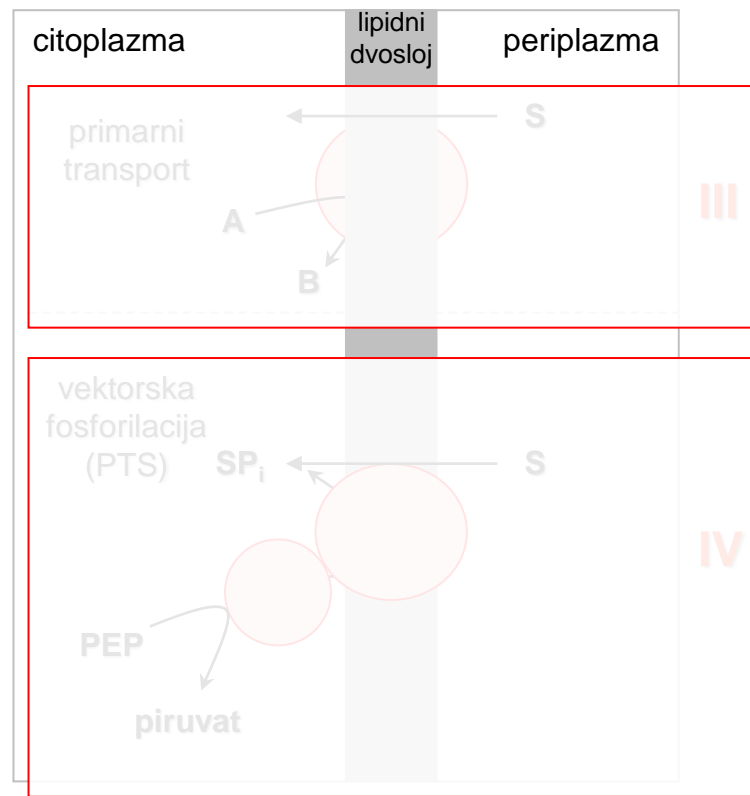 citoplazma
lipidni
dvosloj
periplazma
primarni
transport
S
A
B
III
vektorska
fosforilacija
(PTS)
SPi
S
IV
PEP
piruvat